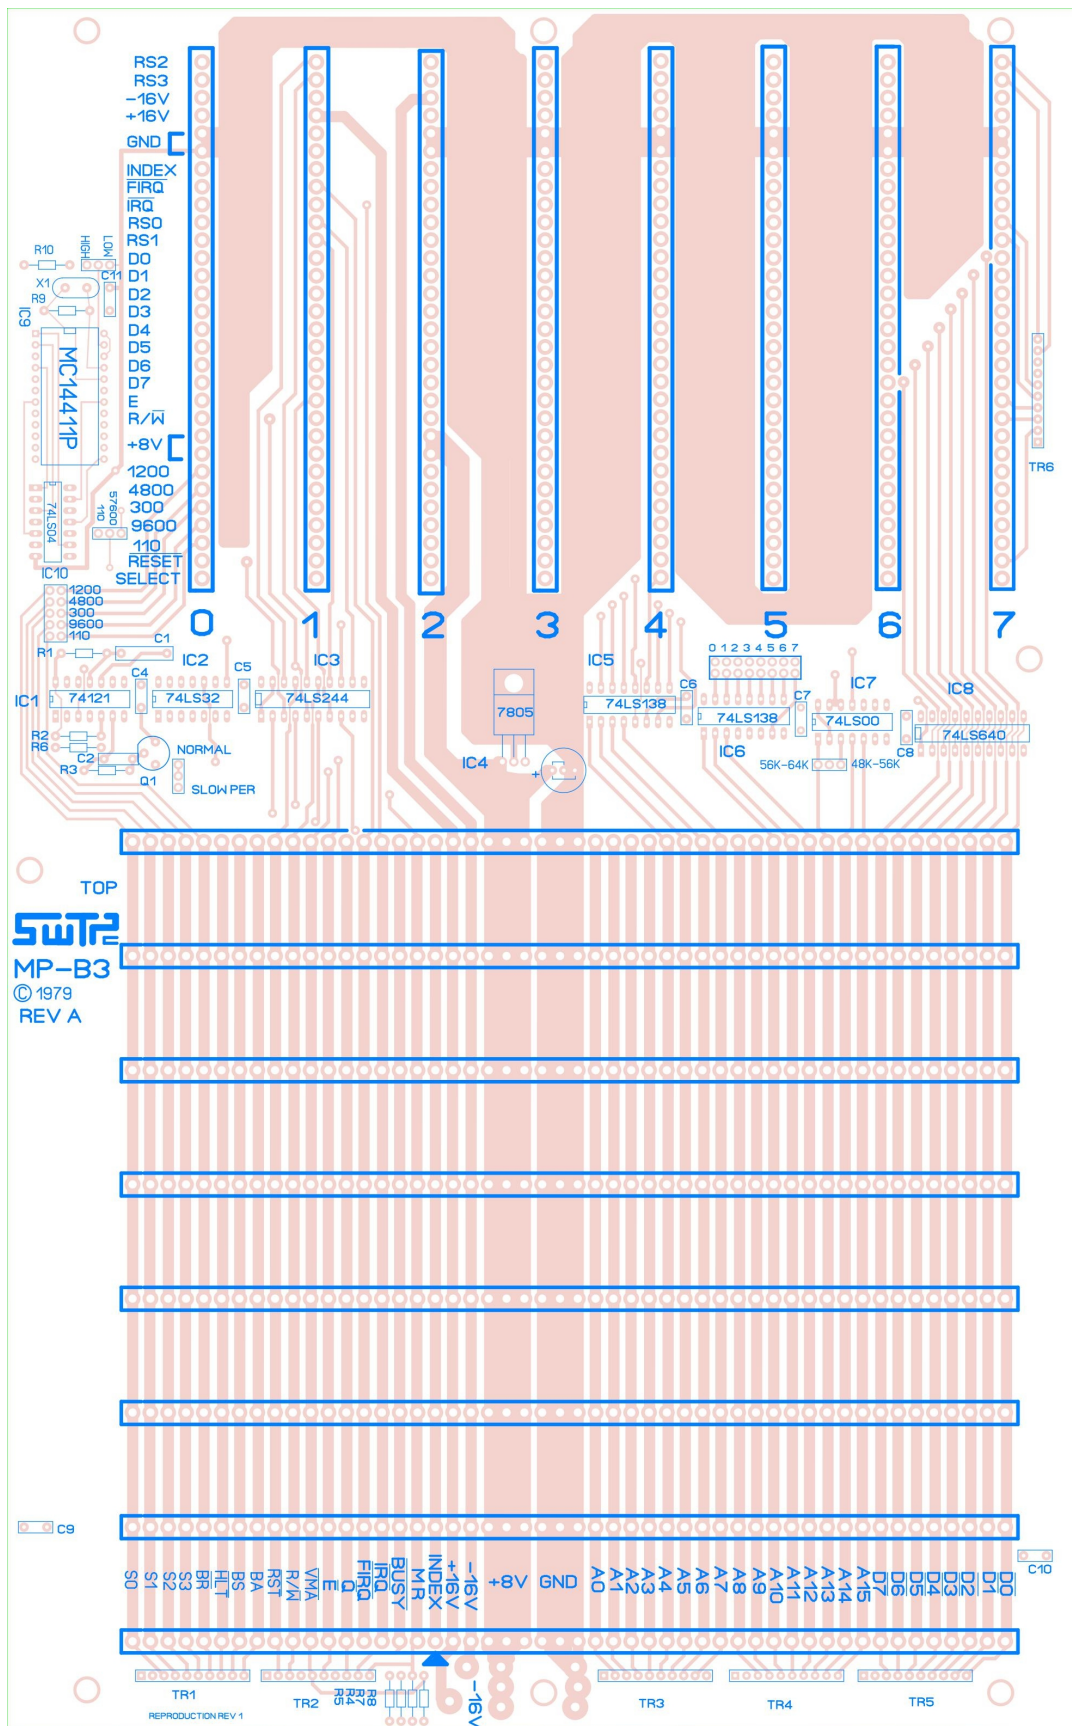 RS2
RS3
-16V
+16V
GND
INDEX
FIRQ
IRQ
RS0
RS1
D0
D1
D2
D3
D4
D5
D6
D7
E
R/W
+8V
1200
4800
300
9600
110
RESET
SELECT
R10
HIGH
LOW
X1
C11
R9
IC9
MC14411P
74LS04
57600
110
IC10
1200
4800
300
9600
110
TR6
0 1 2 3 4 5 6 7
R1
C1
IC2
IC3
IC5
0 1 2 3 4 5 6 7
IC7
IC8
C4
C5
C6
C7
C8
IC1
74121
74LS32
74LS244
7805
74LS138
74LS138
74LS00
74LS640
R2
R6
C2
R3
Q1
NORMAL
SLOW PER
IC4
+
IC6
56K-64K
48K-56K
TOP
SWTPC
MP-B3
© 1979
REV A
C9
C10
S0
S1
S2
S3
BR
HLT
BS
BA
RST
R/W
VMA
E
Q
FIRQ
IRQ
BUSY
MR
INDEX
+16V
-16V
+8V
GND
A0
A1
A2
A3
A4
A5
A6
A7
A8
A9
A10
A11
A12
A13
A14
A15
D7
D6
D5
D4
D3
D2
D1
D0
TR1
TR2
R5
R4
R7
R8
-16V
TR3
TR4
TR5
REPRODUCTION REV 1